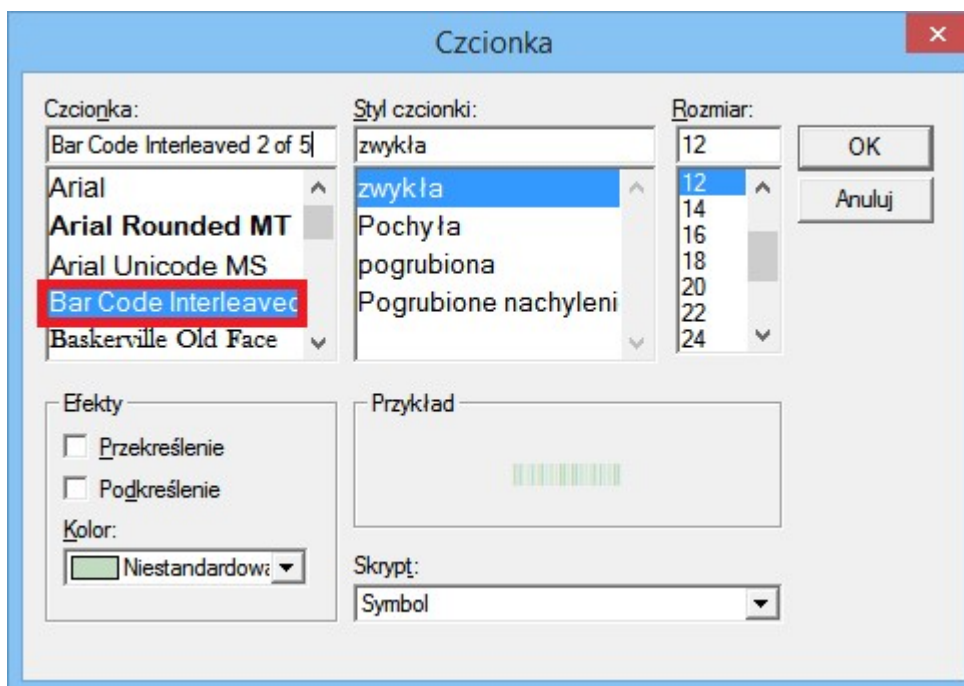 Czcionka
Czcionka:
Bar Code Interleaved 2 of 5
Arial
Arial Rounded MT
Arial Unicode MS
Bar Code Interleaved
Baskerville Old Face
Styl czcionki:
zwykła
zwykła
Pochyła
pogrubiona
Pogrubione nachyleni
Rozmiar:
12
12
14
16
18
20
22
24
OK
Anuluj
Efekty
Przekreślenie
Podkreślenie
Kolor:
Niestandardowa
Przykład
Skrypt:
Symbol